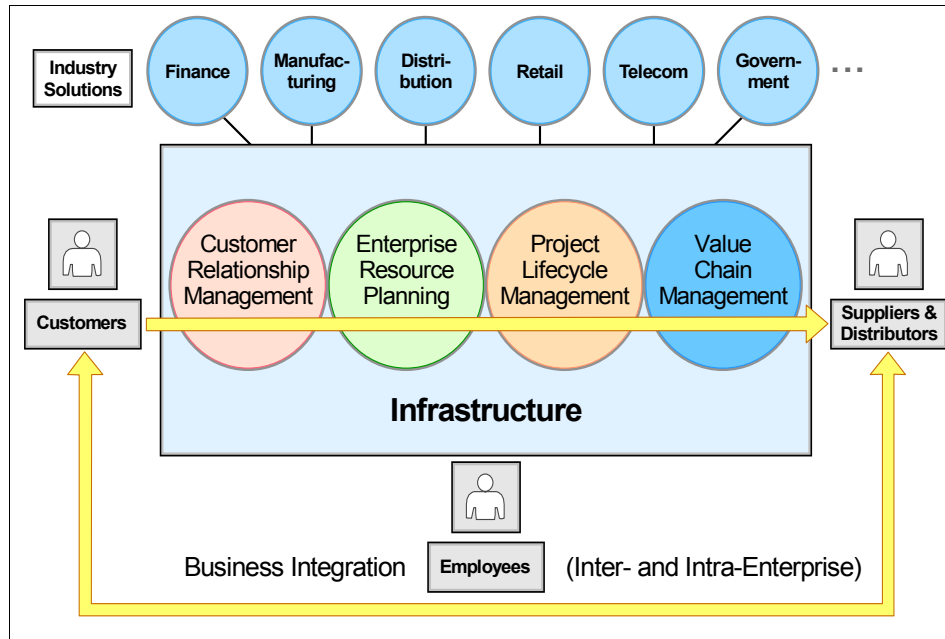 Industry
Solutions
Finance
Manufac-
turing
Distri-
bution
Retail
Telecom
Govern-
ment
...
Customer
Relationship
Management
Enterprise
Resource
Planning
Project
Lifecycle
Management
Value
Chain
Management
Customers
Suppliers &
Distributors
Infrastructure
Business Integration
Employees
(Inter- and Intra-Enterprise)